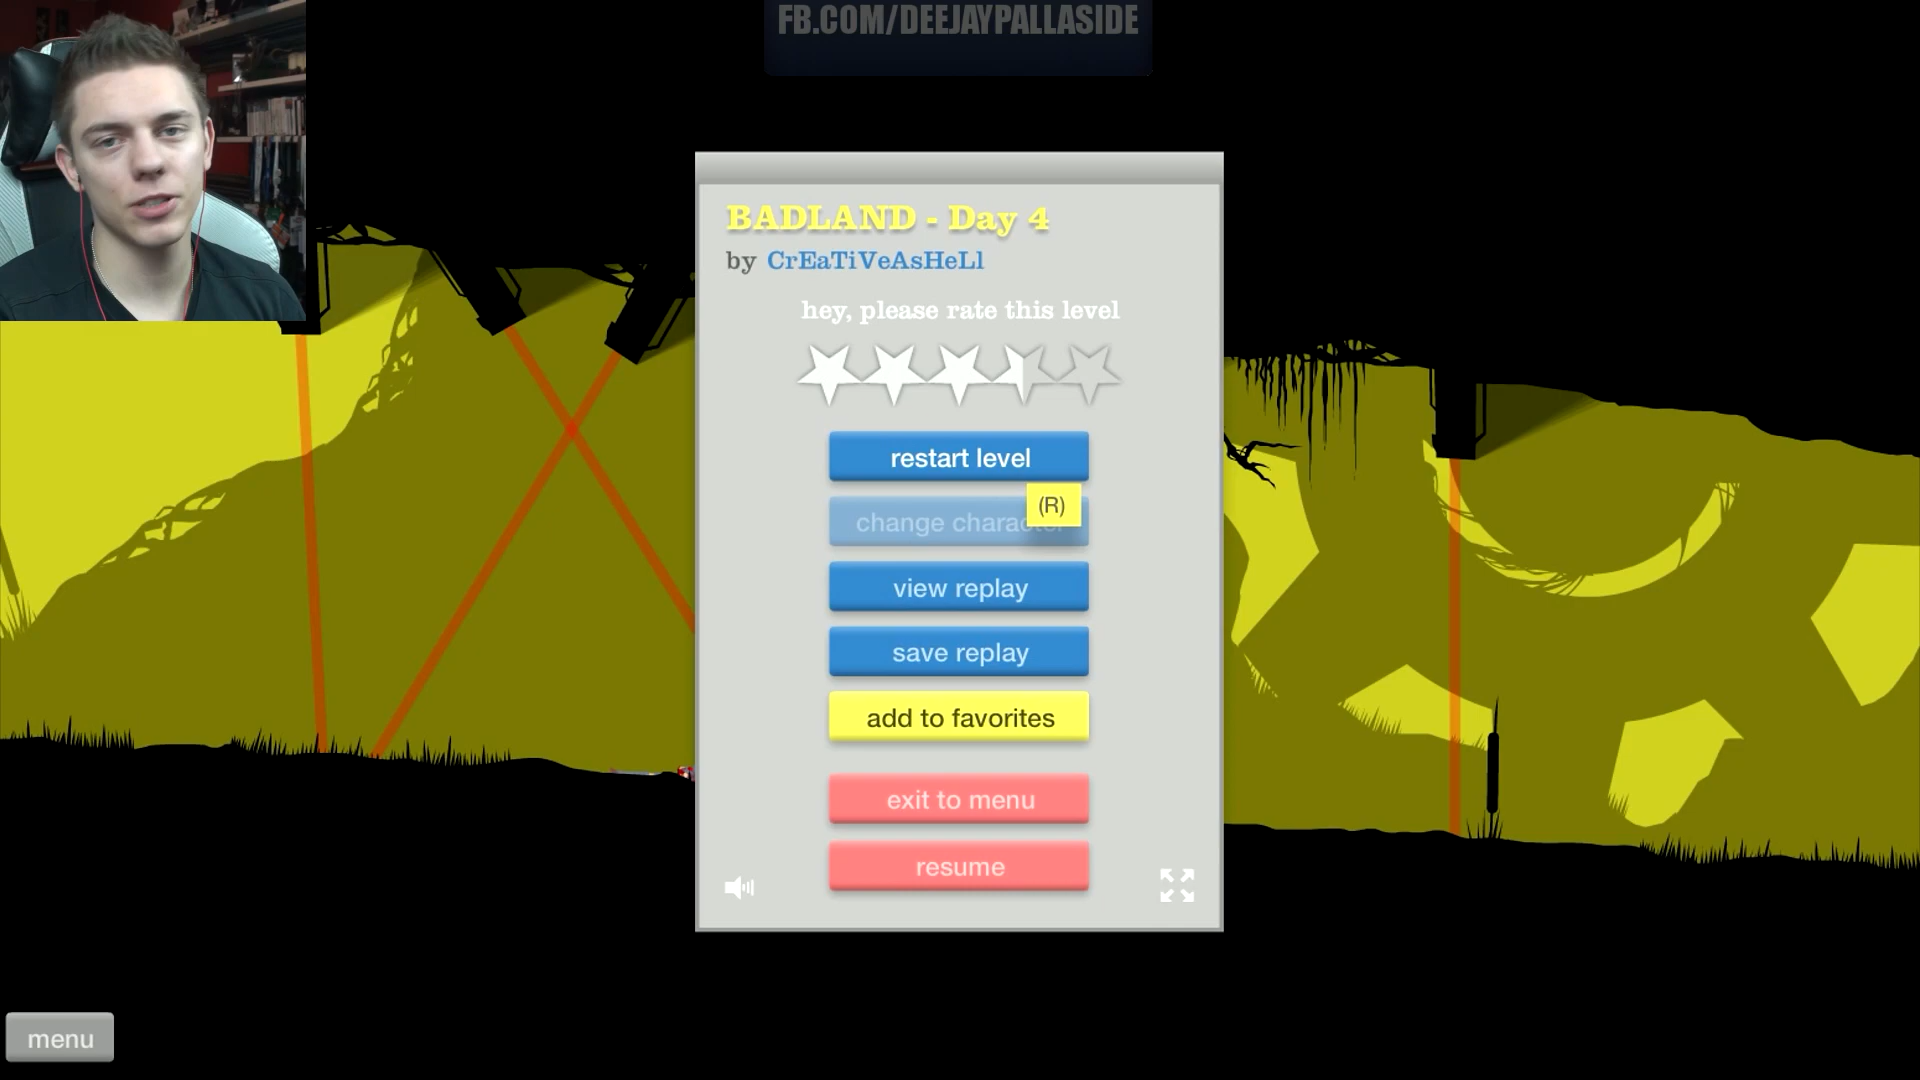 FB.COM/DEEJAYPALLASIDE
BADLAND - Day 4
by CrEaTiVeAsHeLl
hey, please rate this level
restart level
(R)
change character
view replay
save replay
add to favorites
exit to menu
resume
menu